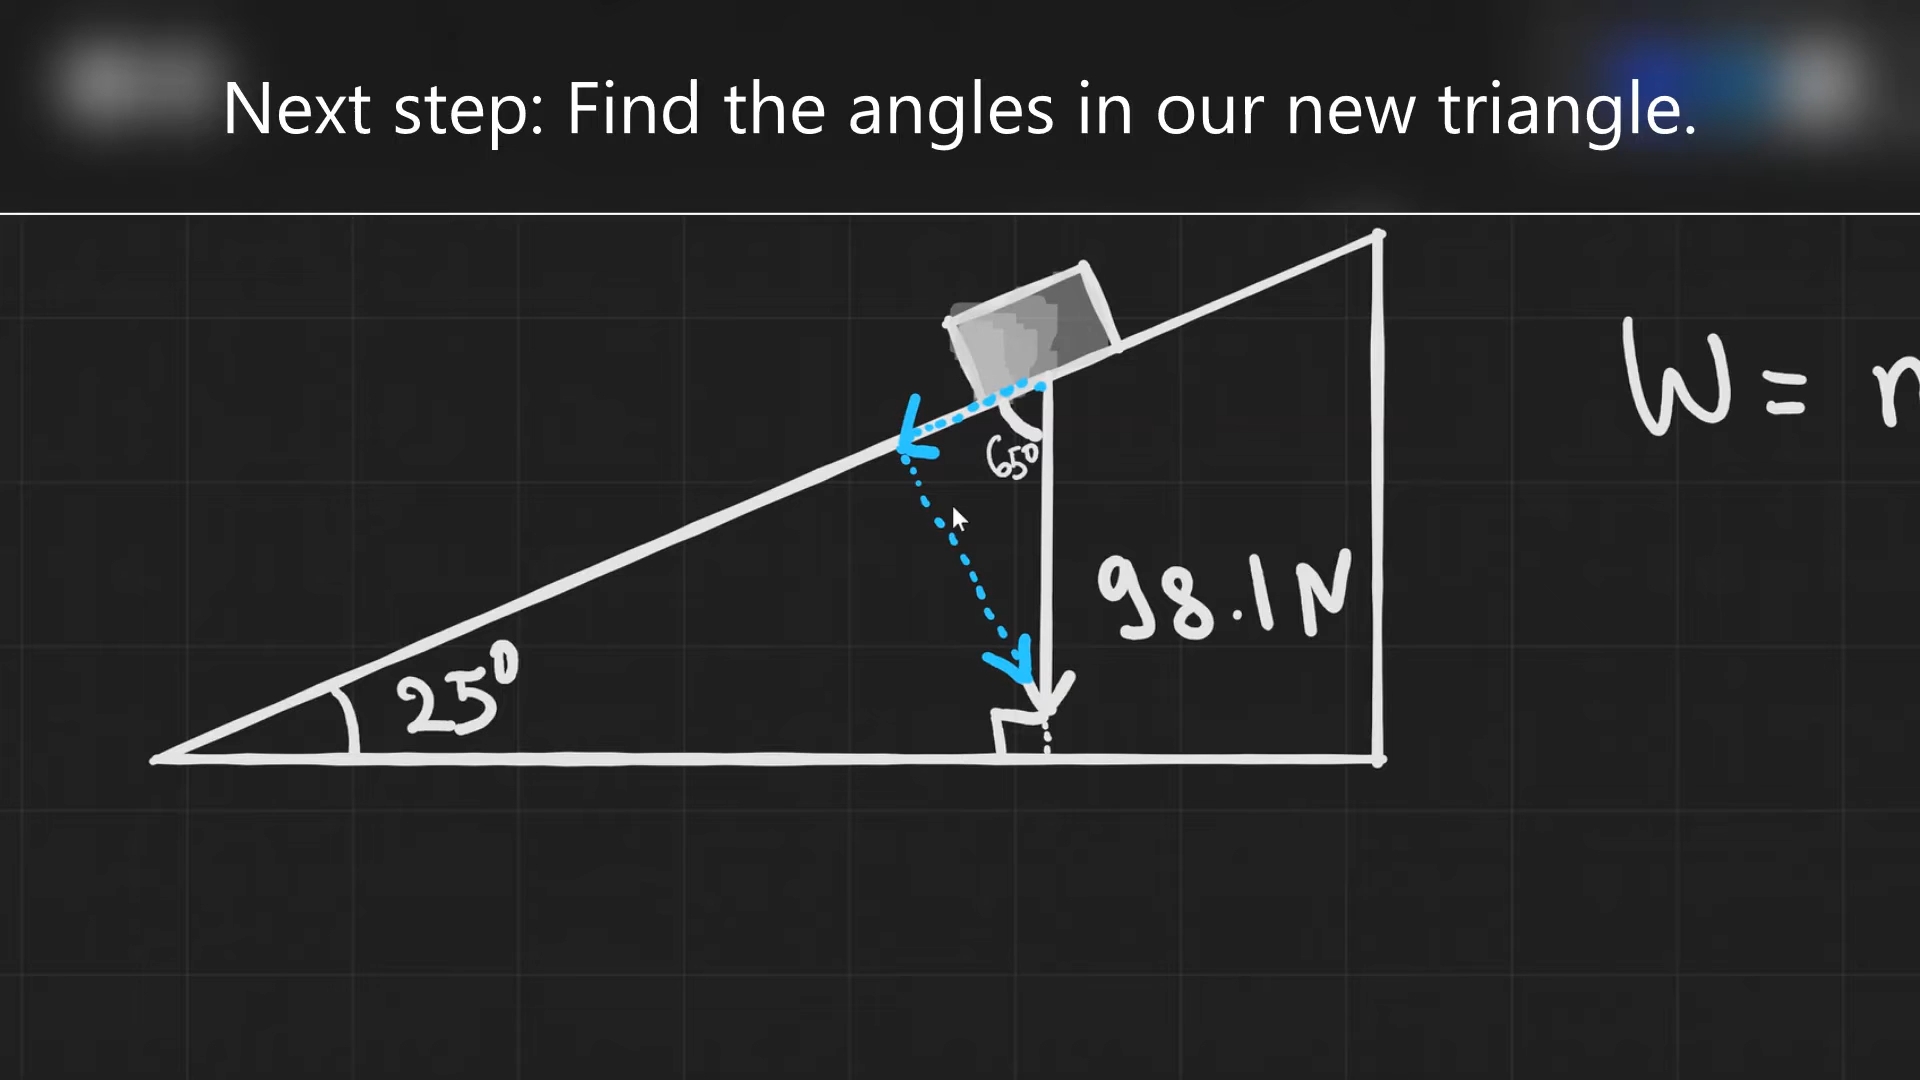 Next step: Find the angles in our new triangle.
W =
65°
98.1N
25°